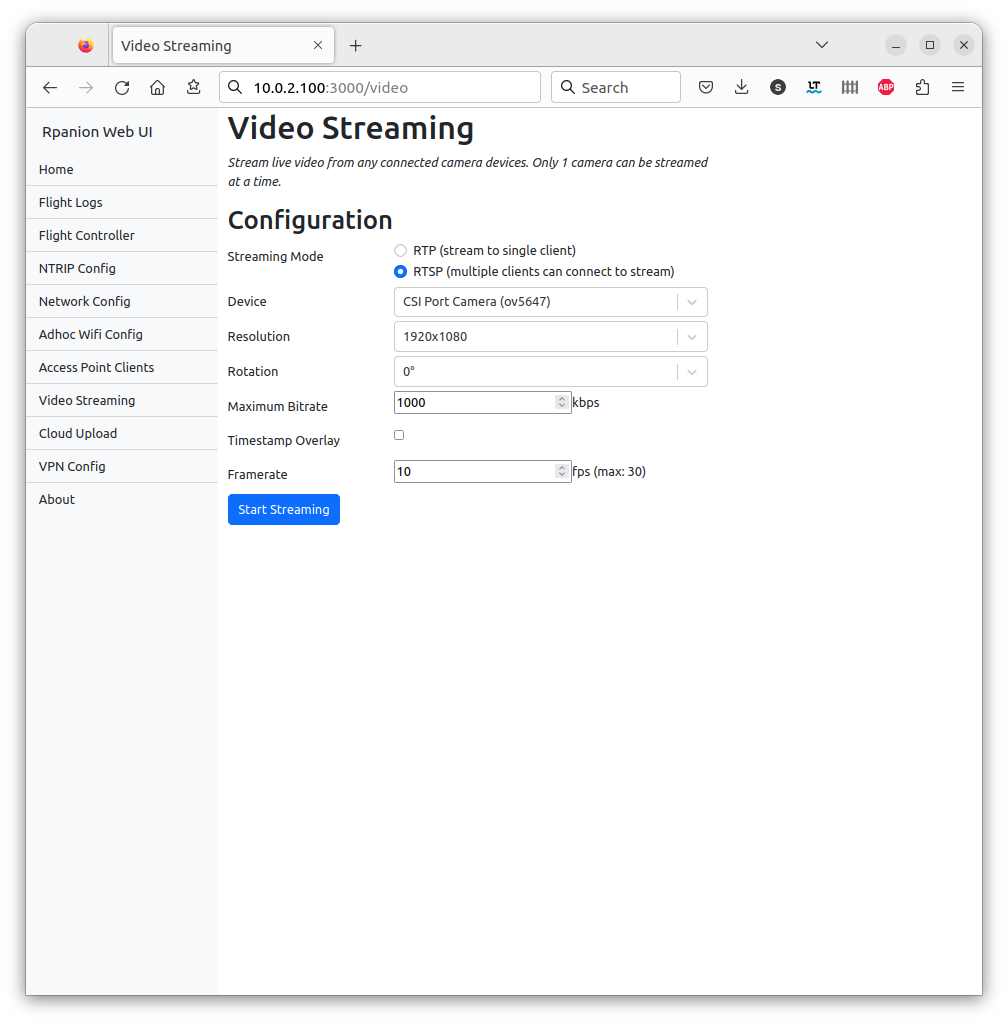 Video Streaming
10.0.2.100:3000/video
Search
S
LT
ABP
Rpanion Web UI
Home
Flight Logs
Flight Controller
NTRIP Config
Network Config
Adhoc Wifi Config
Access Point Clients
Video Streaming
Cloud Upload
VPN Config
About
Video Streaming
Stream live video from any connected camera devices. Only 1 camera can be streamed
at a time.
Configuration
Streaming Mode
RTP (stream to single client)
RTSP (multiple clients can connect to stream)
Device
CSI Port Camera (ov5647)
Resolution
1920x1080
Rotation
0°
Maximum Bitrate
1000
kbps
Timestamp Overlay
Framerate
10
fps (max: 30)
Start Streaming